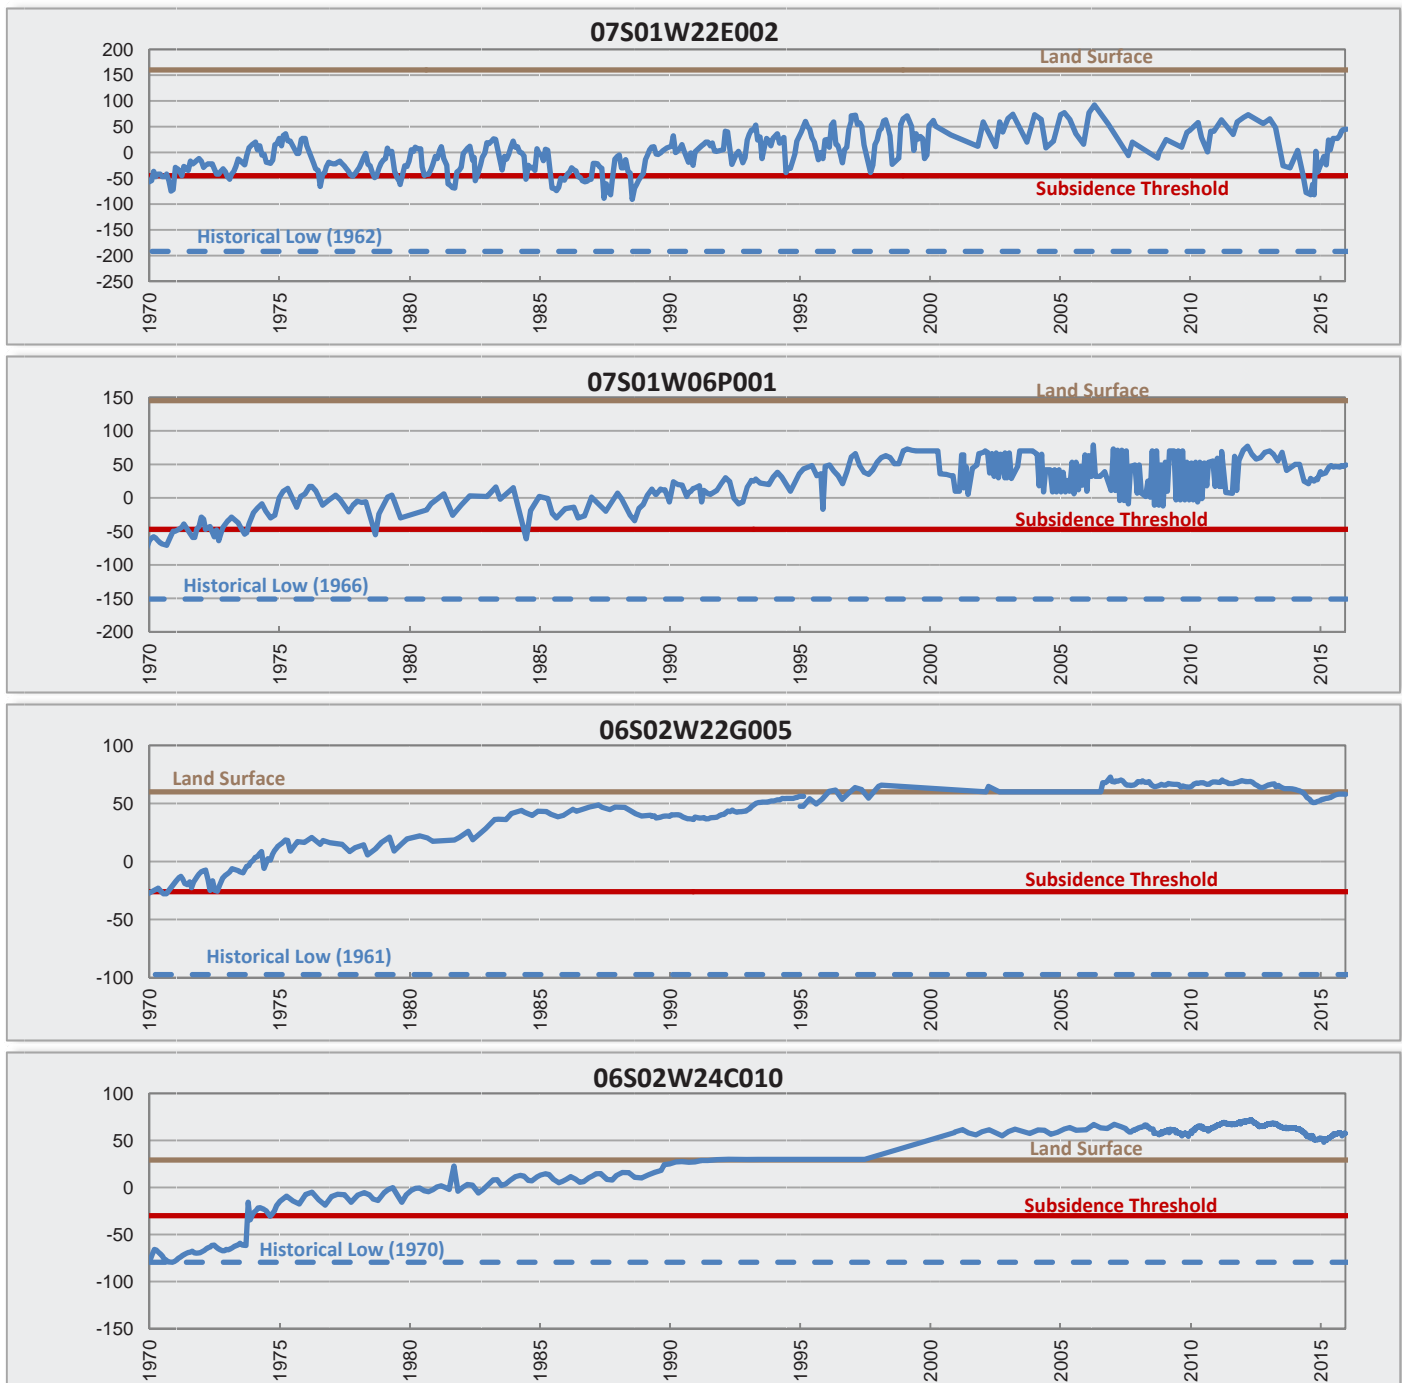 07S01W22E002
200
150
100
50
0
-50
-100
-150
-200
-250
Land Surface
Subsidence Threshold
Historical Low (1962)
1970 1975 1980 1985 1990 1995 2000 2005 2010 2015
07S01W06P001
150
100
50
0
-50
-100
-150
-200
Land Surface
Subsidence Threshold
Historical Low (1966)
1970 1975 1980 1985 1990 1995 2000 2005 2010 2015
06S02W22G005
100
50
0
-50
-100
Land Surface
Subsidence Threshold
Historical Low (1961)
1970 1975 1980 1985 1990 1995 2000 2005 2010 2015
06S02W24C010
100
50
0
-50
-100
-150
Land Surface
Subsidence Threshold
Historical Low (1970)
1970 1975 1980 1985 1990 1995 2000 2005 2010 2015